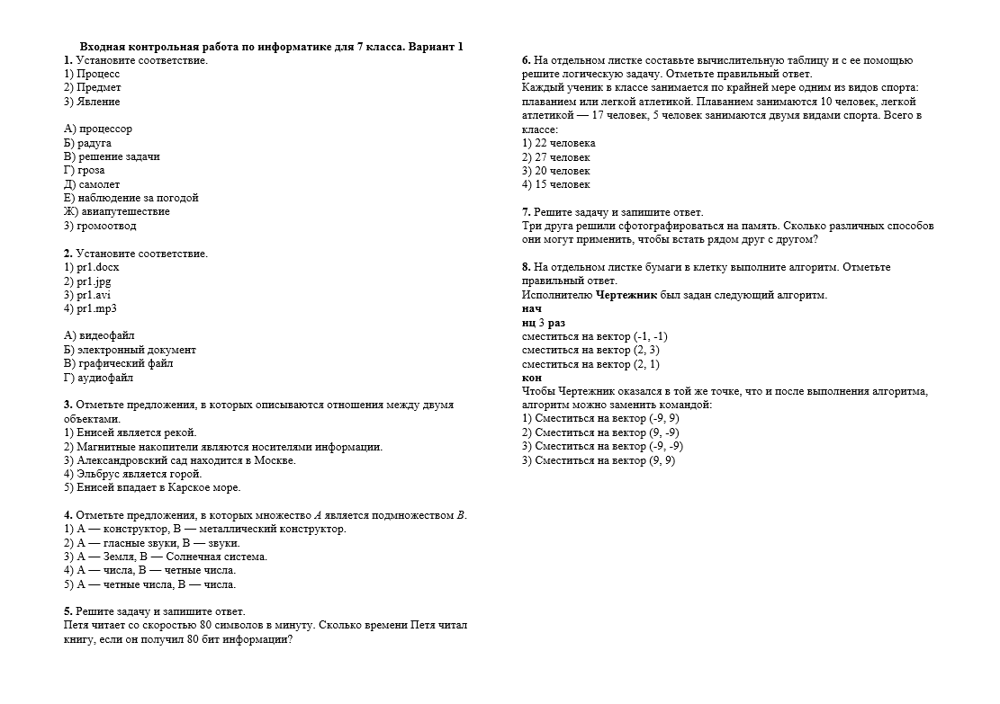 Входная контрольная работа по информатике для 7 класса. Вариант 1
1. Установите соответствие.
1) Процесс
2) Предмет
3) Явление
А) процессор
Б) радуга
В) решение задачи
Г) гроза
Д) самолет
Е) наблюдение за погодой
Ж) авиапутешествие
З) громоотвод
2. Установите соответствие.
1) pr1.docx
2) pr1.jpg
3) pr1.avi
4) pr1.mp3
А) видеофайл
Б) электронный документ
В) графический файл
Г) аудиофайл
3. Отметьте предложения, в которых описываются отношения между двумя
объектами.
1) Енисей является рекой.
2) Магнитные накопители являются носителями информации.
3) Александровский сад находится в Москве.
4) Эльбрус является горой.
5) Енисей впадает в Карское море.
4. Отметьте предложения, в которых множество А является подмножеством В.
1) А — конструктор, В — металлический конструктор.
2) А — гласные звуки, В — звуки.
3) А — Земля, В — Солнечная система.
4) А — числа, В — четные числа.
5) А — четные числа, В — числа.
5. Решите задачу и запишите ответ.
Петя читает со скоростью 80 символов в минуту. Сколько времени Петя читал
книгу, если он получил 80 бит информации?
6. На отдельном листке составьте вычислительную таблицу и с ее помощью
решите логическую задачу. Отметьте правильный ответ.
Каждый ученик в классе занимается по крайней мере одним из видов спорта:
плаванием или легкой атлетикой. Плаванием занимаются 10 человек, легкой
атлетикой — 17 человек, 5 человек занимаются двумя видами спорта. Всего в
классе:
1) 22 человека
2) 27 человек
3) 20 человек
4) 15 человек
7. Решите задачу и запишите ответ.
Три друга решили сфотографироваться на память. Сколько различных способов
они могут применить, чтобы встать рядом друг с другом?
8. На отдельном листке бумаги в клетку выполните алгоритм. Отметьте
правильный ответ.
Исполнителю Чертежник был задан следующий алгоритм.
нач
нц 3 раз
сместиться на вектор (-1, -1)
сместиться на вектор (2, 3)
сместиться на вектор (2, 1)
кон
Чтобы Чертежник оказался в той же точке, что и после выполнения алгоритма,
алгоритм можно заменить командой:
1) Сместиться на вектор (-9, 9)
2) Сместиться на вектор (9, -9)
3) Сместиться на вектор (-9, -9)
3) Сместиться на вектор (9, 9)